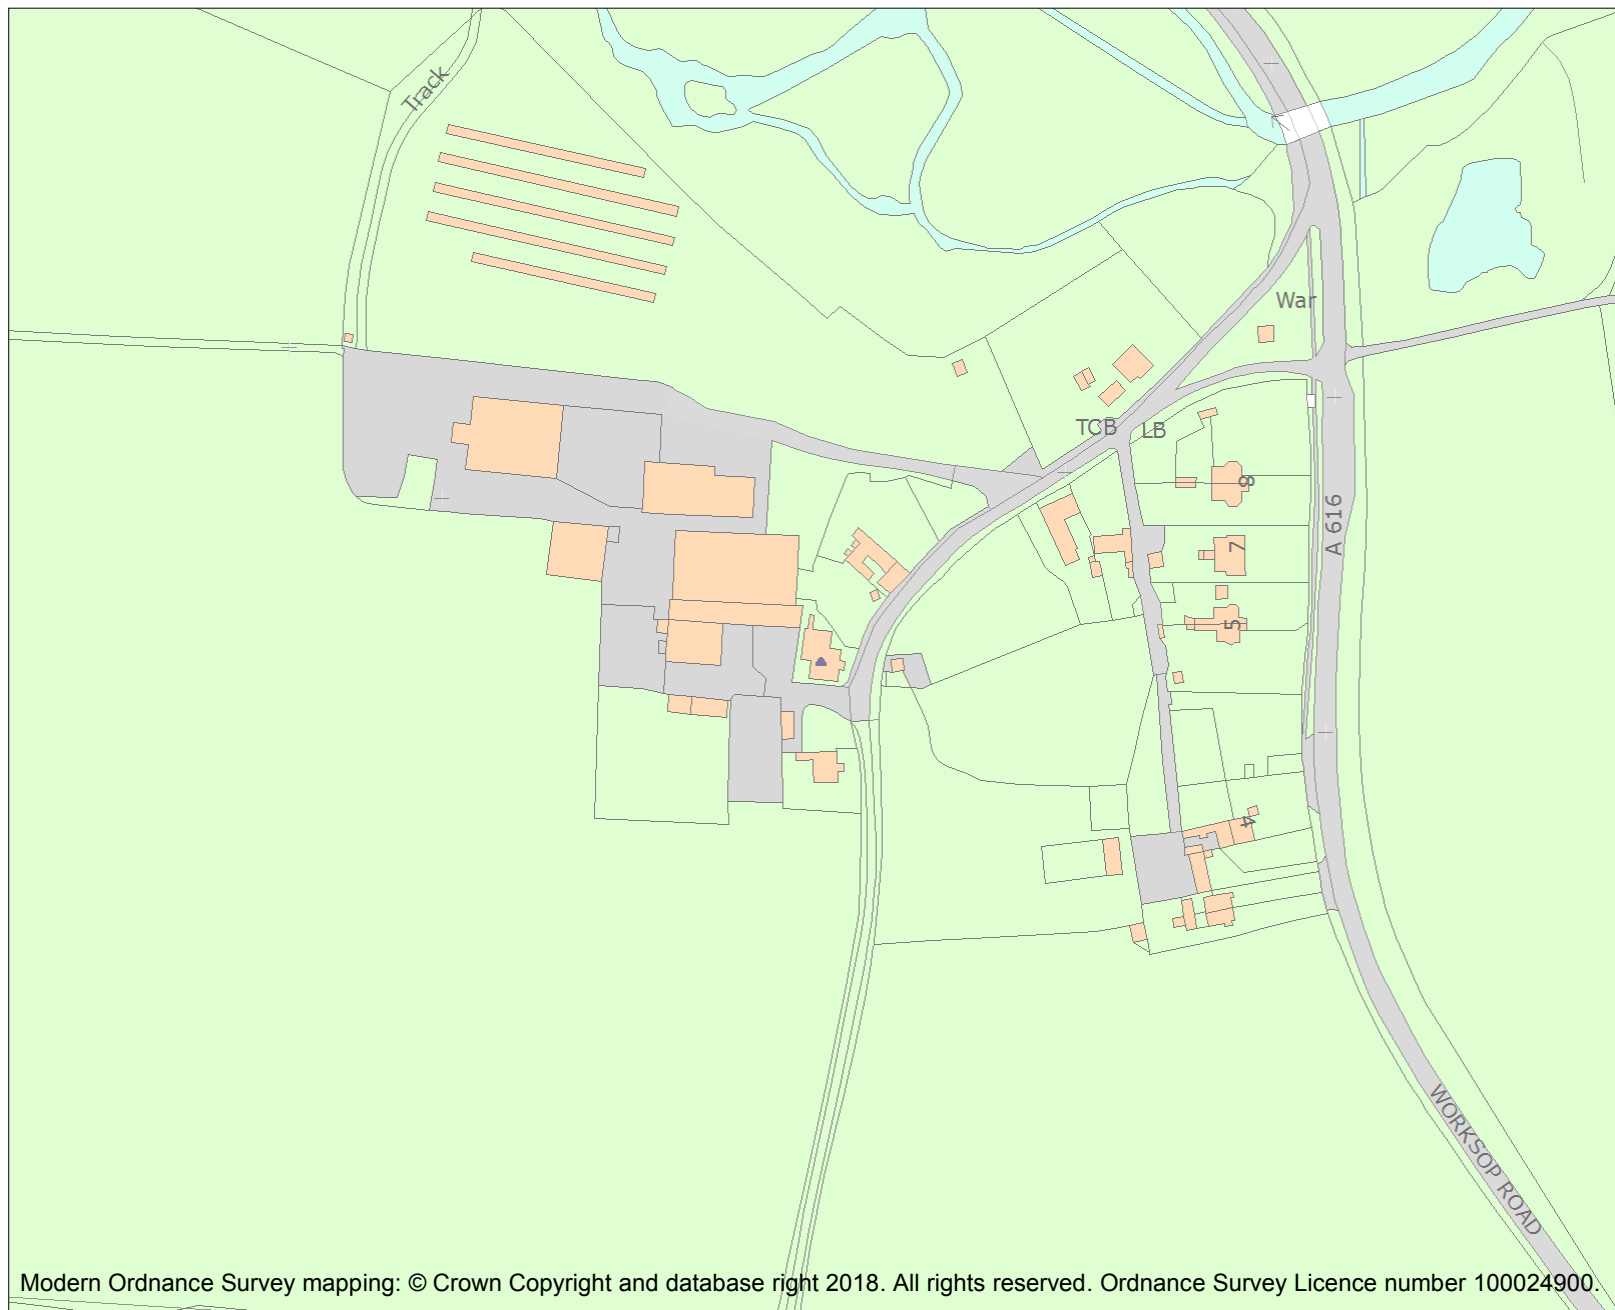 Track
War
TCB
LB
8
A 616
7
5
4
WORKSOP ROAD
Modern Ordnance Survey mapping: © Crown Copyright and database right 2018. All rights reserved. Ordnance Survey Licence number 100024900.